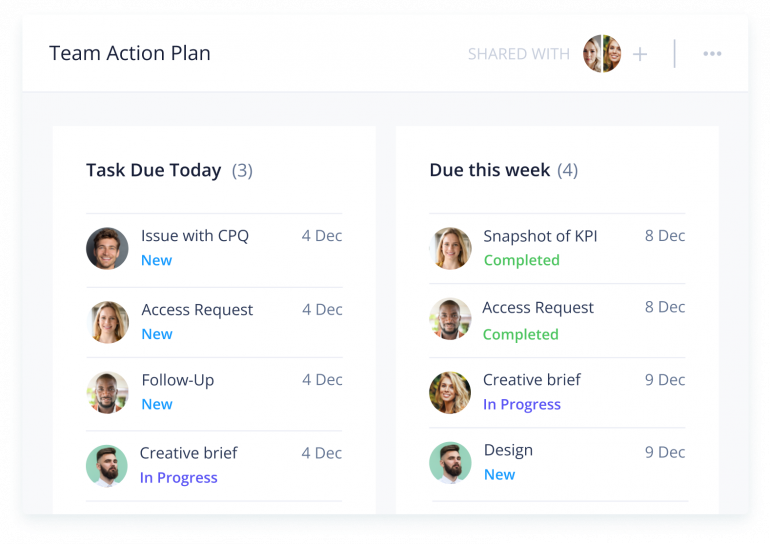 Team Action Plan
SHARED WITH
Task Due Today (3)
Issue with CPQ 4 Dec
New
Access Request 4 Dec
New
Follow-Up 4 Dec
New
Creative brief 4 Dec
In Progress
Due this week (4)
Snapshot of KPI 8 Dec
Completed
Access Request 8 Dec
Completed
Creative brief 9 Dec
In Progress
Design 9 Dec
New